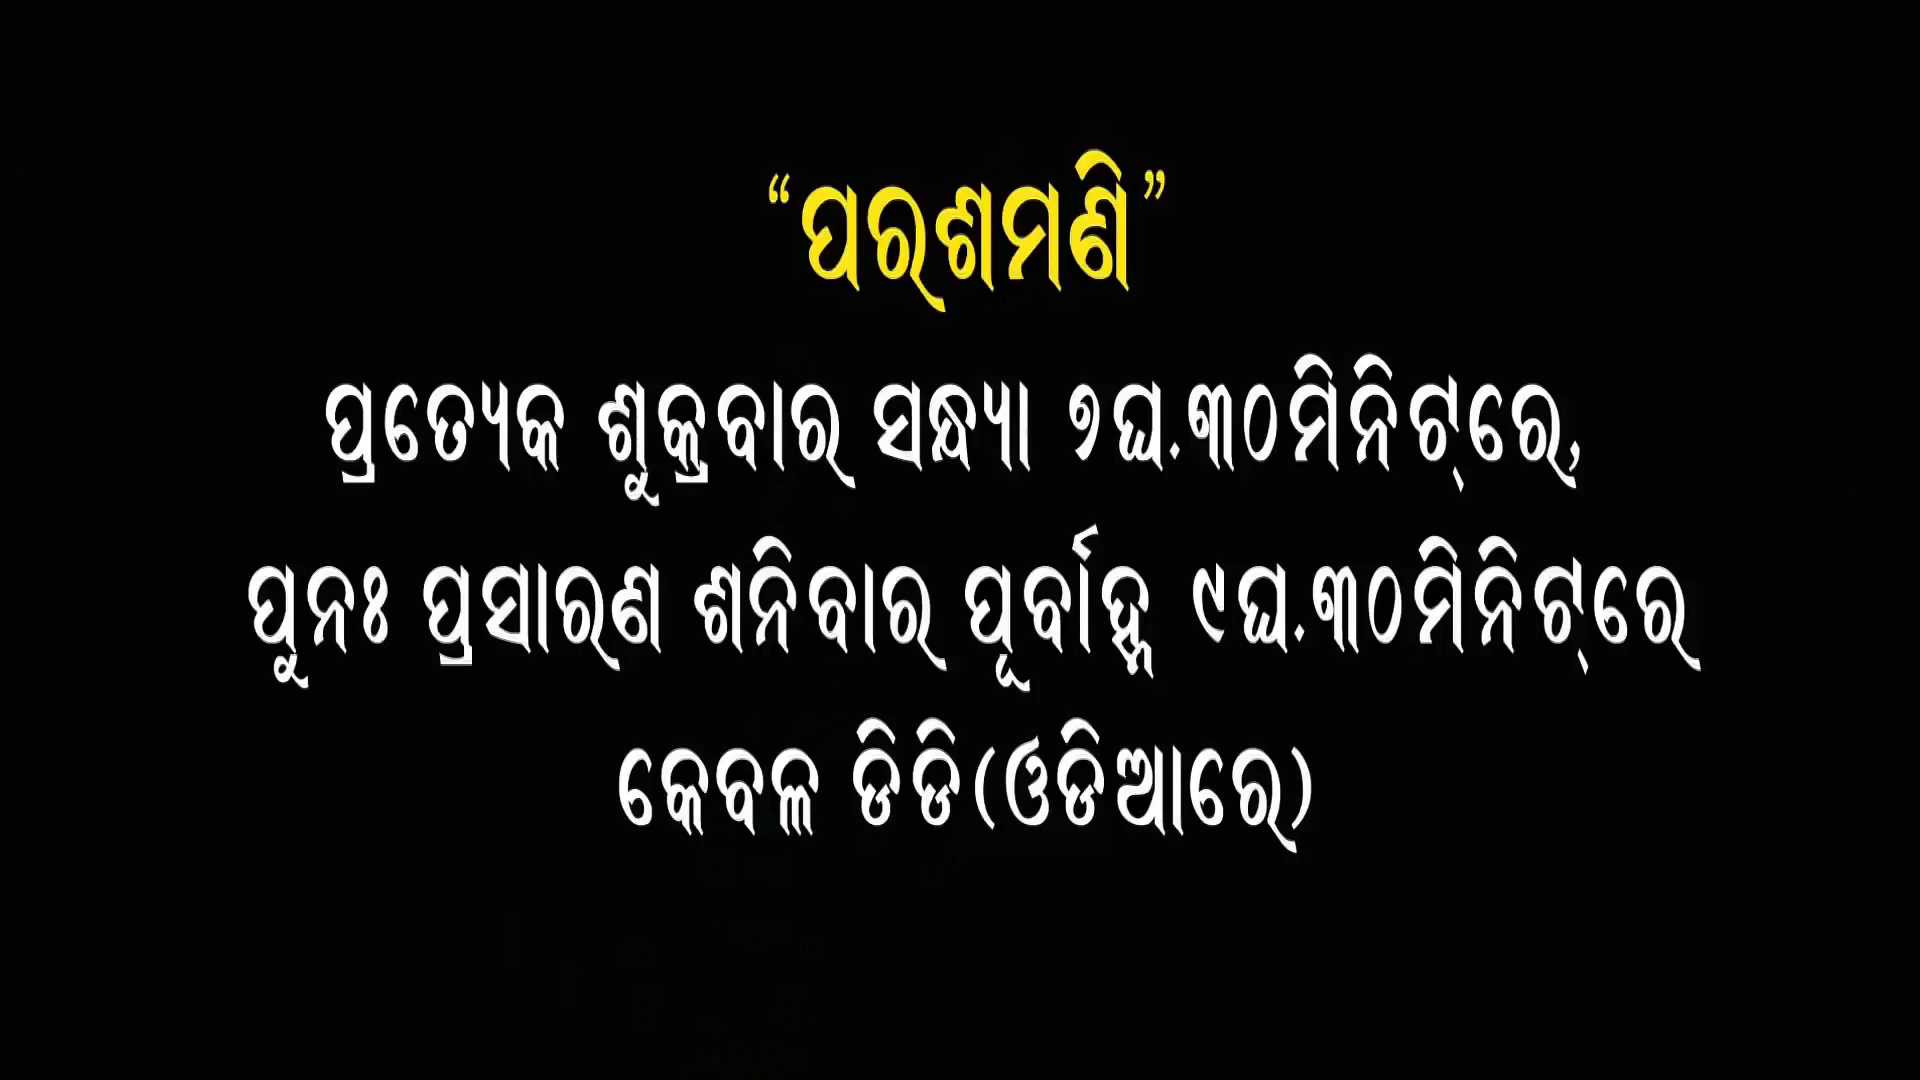 “ପରଶମଣି”
ପ୍ରତ୍ୟେକ ଶୁକ୍ରବାର ସନ୍ଧ୍ୟା ୭ଘ.୩୦ମିନିଟ୍‌ରେ,
ପୁନଃ ପ୍ରସାରଣ ଶନିବାର ପୂର୍ବାହ୍ନ ୯ଘ.୩୦ମିନିଟ୍‌ରେ
କେବଳ ଡିଡି(ଓଡିଆରେ)